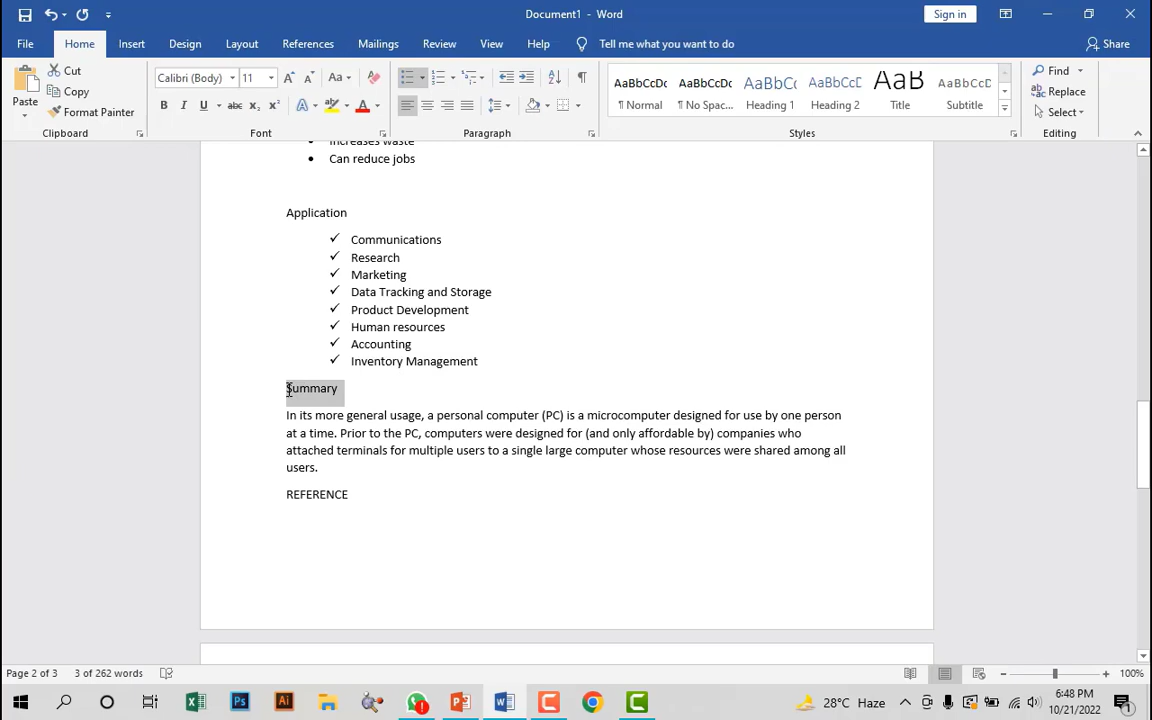 Document1 - Word
Sign in
File
Home
Insert
Design
Layout
References
Mailings
Review
View
Help
Tell me what you want to do
Share
Paste
Cut
Copy
Format Painter
Calibri (Body)
11
Clipboard
Font
Paragraph
AaBbCcDc
¶ Normal
AaBbCcDc
¶ No Spac...
AaBbCc
Heading 1
AaBbCcD
Heading 2
AaB
Title
AaBbCcD
Subtitle
Styles
Find
Replace
Select
Editing
Increases waste
Can reduce jobs
Application
✓ Communications
✓ Research
✓ Marketing
✓ Data Tracking and Storage
✓ Product Development
✓ Human resources
✓ Accounting
✓ Inventory Management
Summary
In its more general usage, a personal computer (PC) is a microcomputer designed for use by one person
at a time. Prior to the PC, computers were designed for (and only affordable by) companies who
attached terminals for multiple users to a single large computer whose resources were shared among all
users.
REFERENCE
Page 2 of 3
3 of 262 words
100%
28°C Haze
6:48 PM
10/21/2022